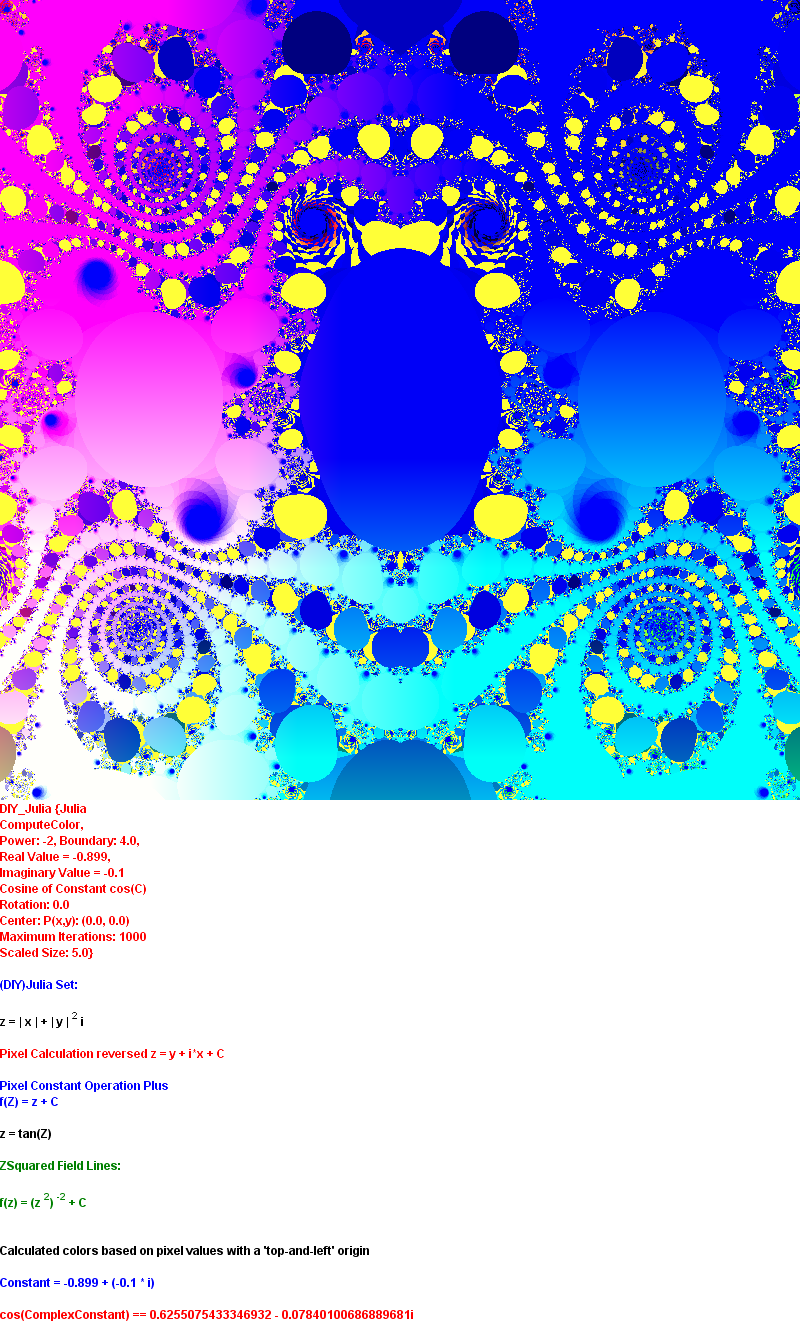 DIY_Julia {Julia
ComputeColor,
Power: -2, Boundary: 4.0,
Real Value = -0.899,
Imaginary Value = -0.1
Cosine of Constant cos(C)
Rotation: 0.0
Center: P(x,y): (0.0, 0.0)
Maximum Iterations: 1000
Scaled Size: 5.0}
(DIY)Julia Set:
z = | x | + | y | ² i
Pixel Calculation reversed z = y + i*x + C
Pixel Constant Operation Plus
f(Z) = z + C
z = tan(Z)
ZSquared Field Lines:
f(z) = (z ²) ⁻² + C
Calculated colors based on pixel values with a 'top-and-left' origin
Constant = -0.899 + (-0.1 * i)
cos(ComplexConstant) == 0.6255075433346932 - 0.07840100686889681i